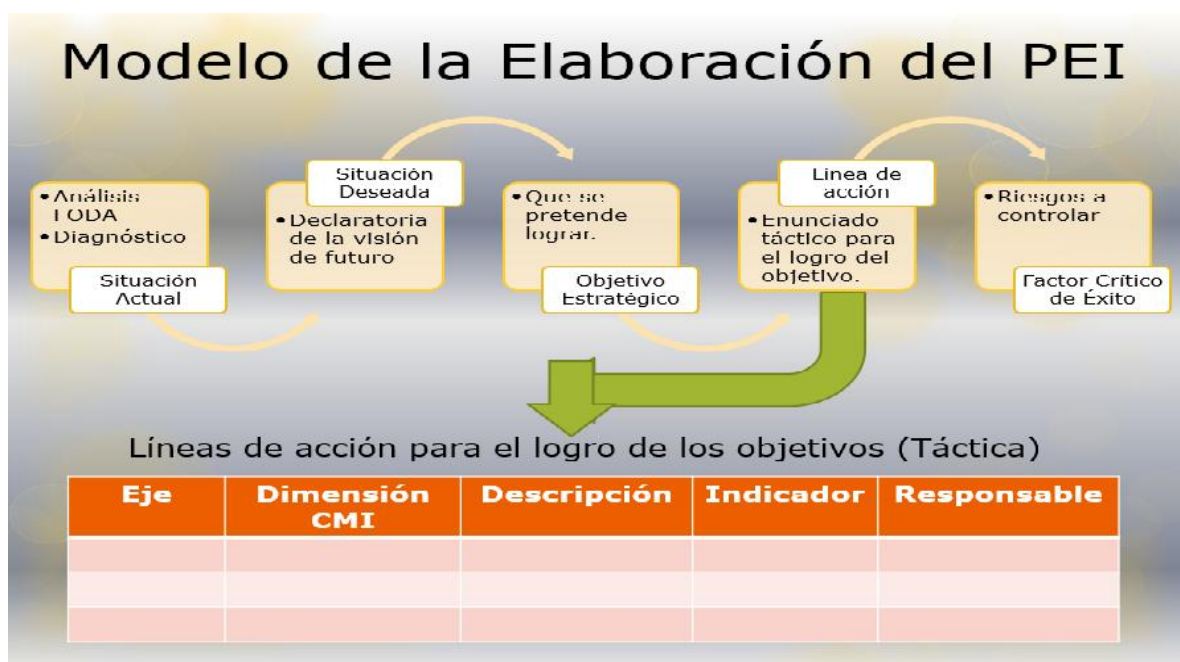 Modelo de la Elaboración del PEI
• Análisis
FODA
• Diagnóstico
Situación
Actual
Situación
Deseada
• Declaratoria
de la visión
de futuro
• Que se
pretende
lograr.
Objetivo
Estratégico
Linea de
acción
• Enunciado
táctico para
el logro del
objetivo.
• Riesgos a
controlar
Factor Crítico
de Éxito
Líneas de acción para el logro de los objetivos (Táctica)
Eje
Dimensión
CMI
Descripción
Indicador
Responsable